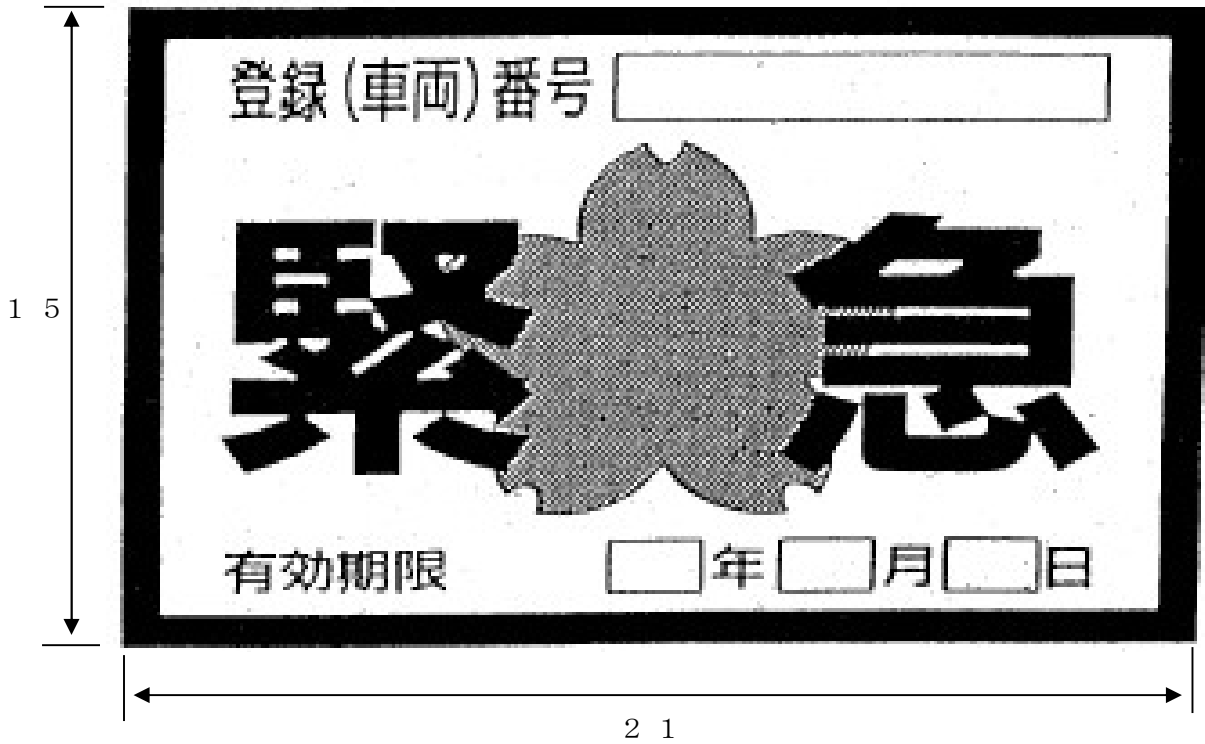 登録(車両)番号
緊急
有効期限 年 月 日
１５
２１